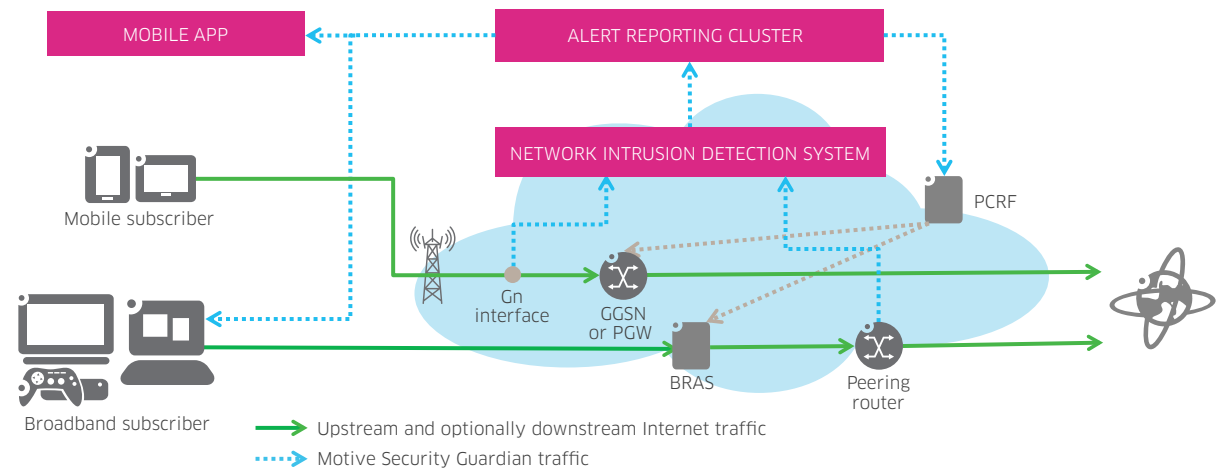 MOBILE APP
ALERT REPORTING CLUSTER
NETWORK INTRUSION DETECTION SYSTEM
Mobile subscriber
PCRF
Gn
interface
GGSN
or PGW
BRAS
Peering
router
Broadband subscriber
Upstream and optionally downstream Internet traffic
Motive Security Guardian traffic